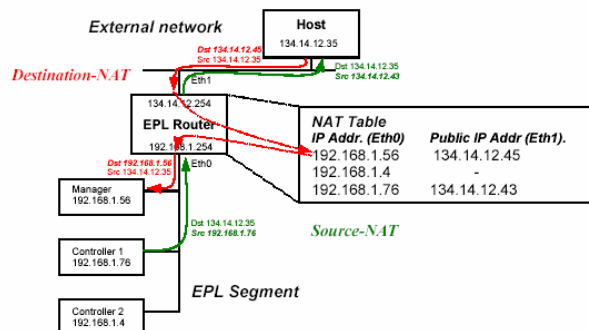 External network
Host
134.14.12.35
Dst 134.14.12.45
Src 134.14.12.35
Dst 134.14.12.35
Src 134.14.12.43
Destination-NAT
Eth1
134.14.12.254
EPL Router
192.168.1.254
Eth0
NAT Table
IP Addr. (Eth0) Public IP Addr (Eth1).
192.168.1.56 134.14.12.45
192.168.1.4 -
192.168.1.76 134.14.12.43
Dst 192.168.1.56
Src 134.14.12.35
Manager
192.168.1.56
Dst 134.14.12.35
Src 192.168.1.76
Source-NAT
Controller 1
192.168.1.76
EPL Segment
Controller 2
192.168.1.4